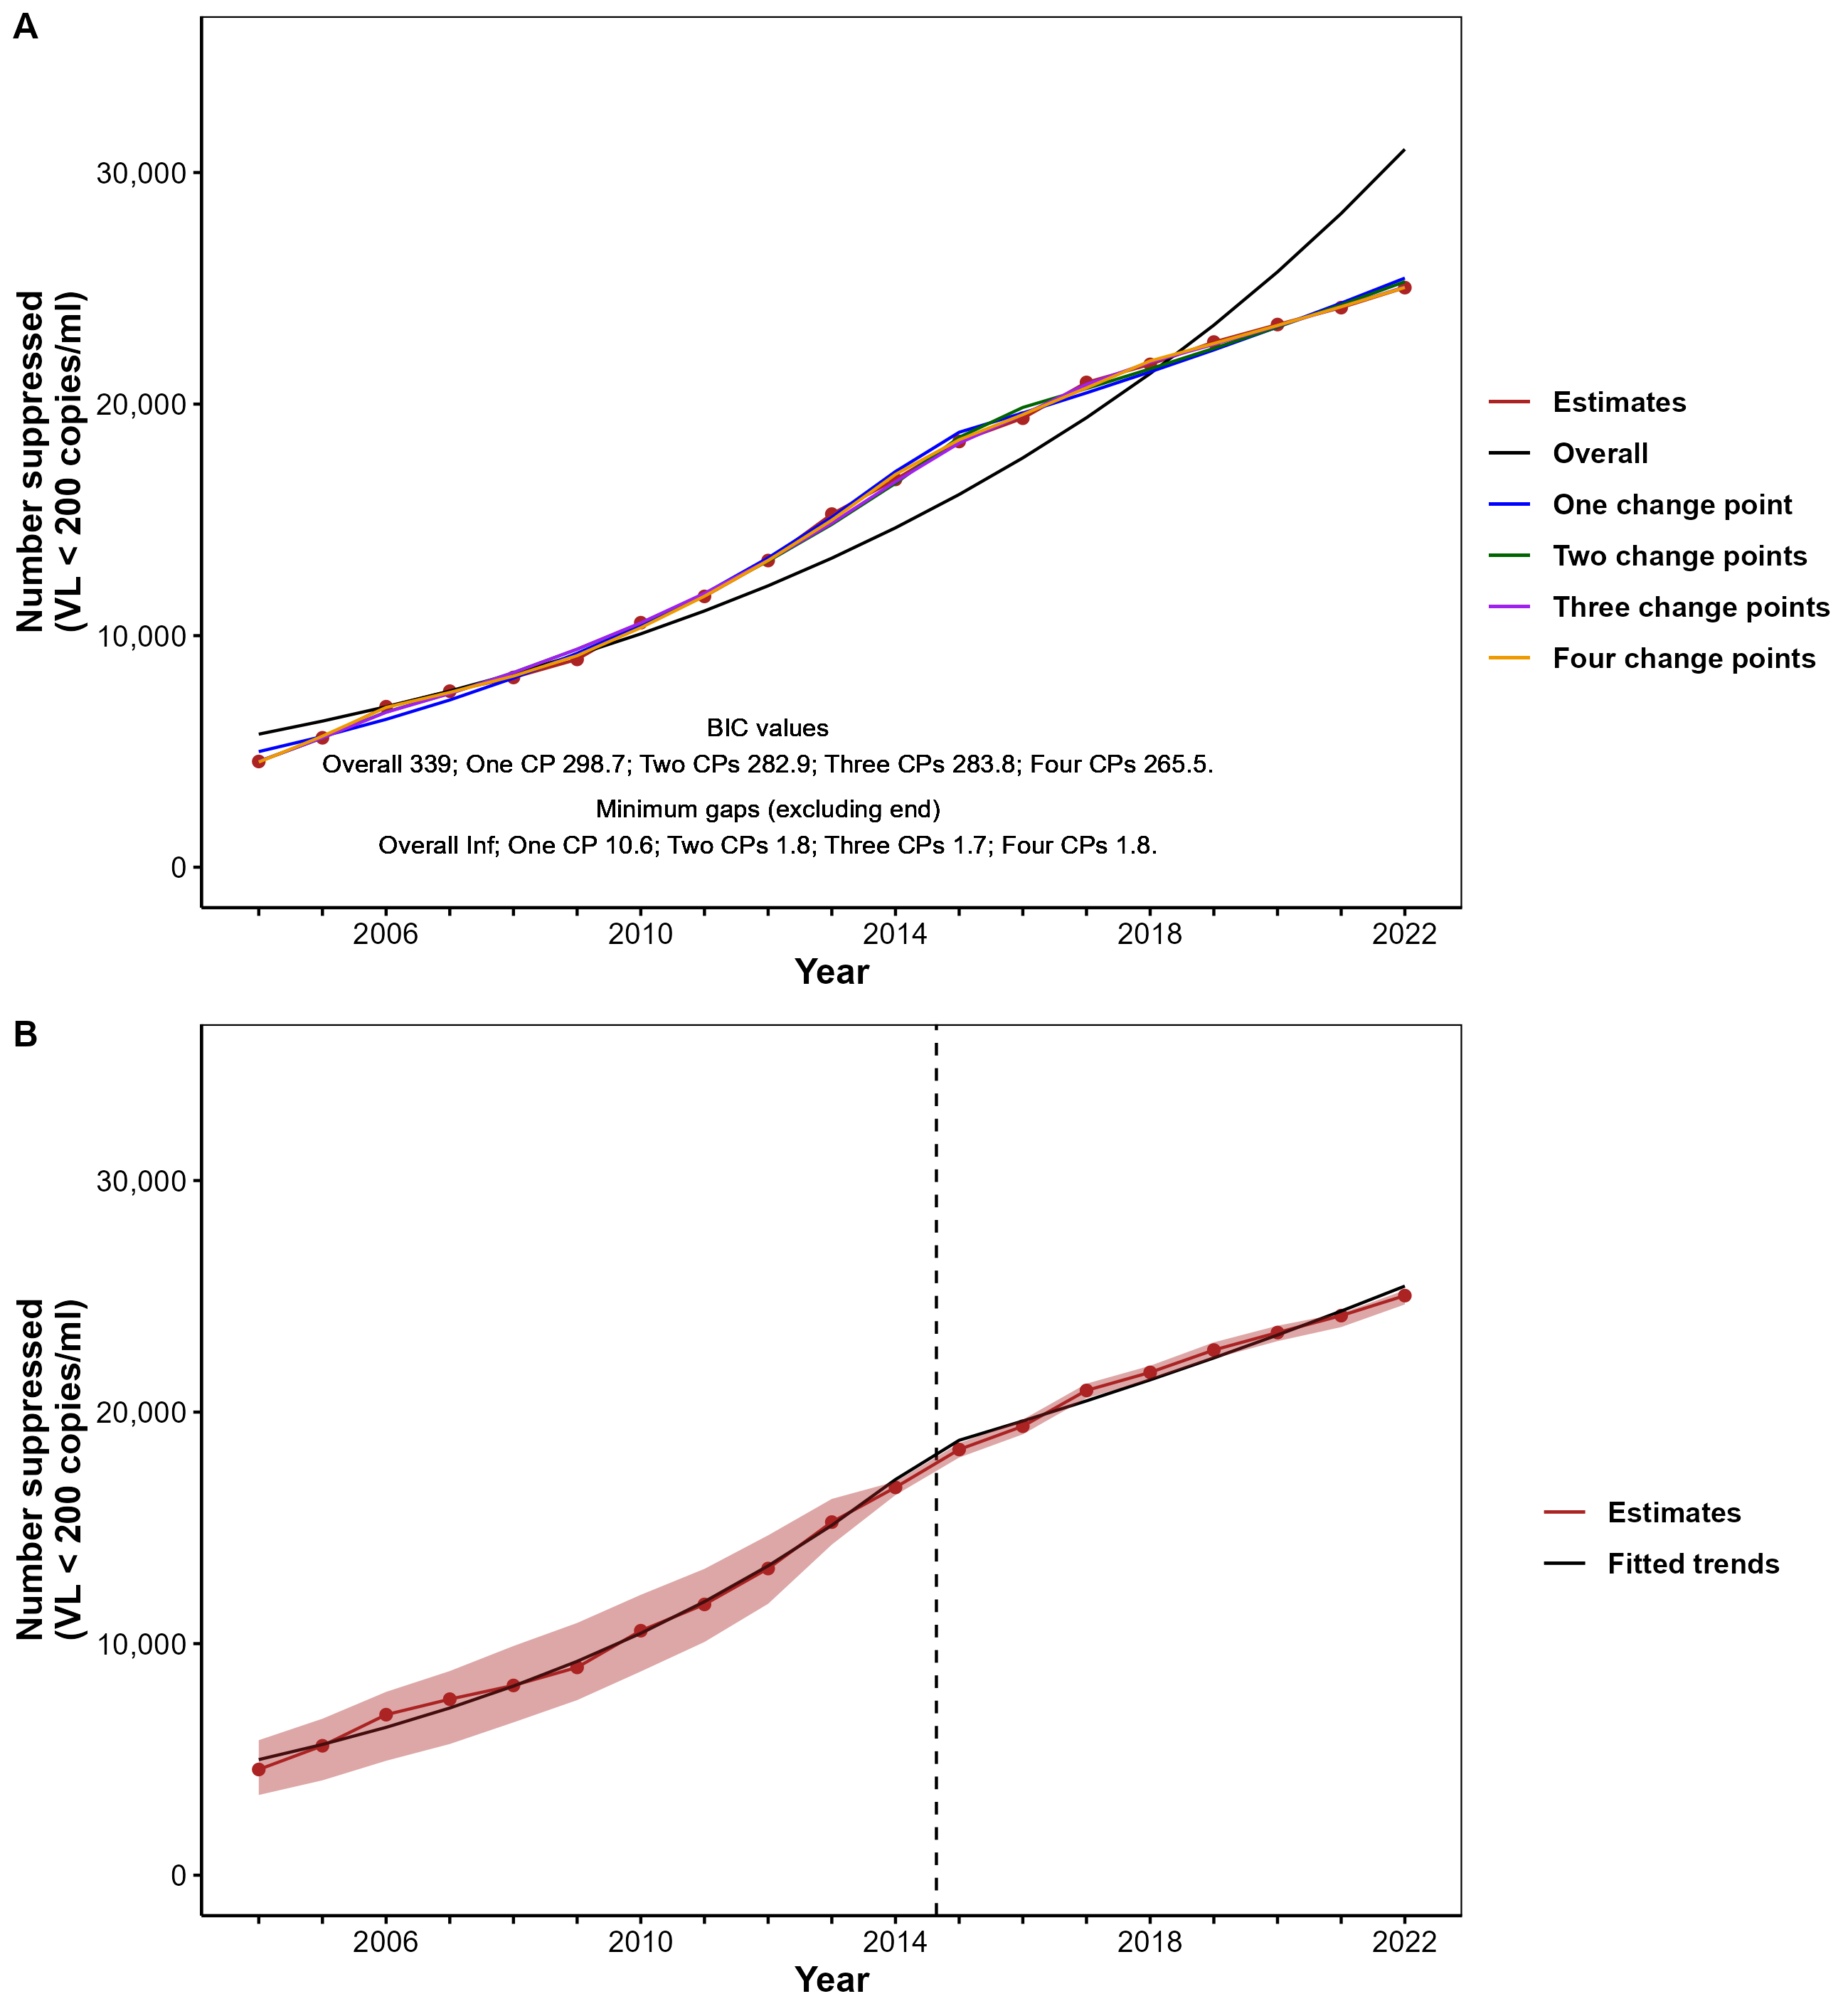 A
Number suppressed
(VL < 200 copies/ml)
30,000
20,000
10,000
0
BIC values
Overall 339; One CP 298.7; Two CPs 282.9; Three CPs 283.8; Four CPs 265.5.
Minimum gaps (excluding end)
Overall Inf; One CP 10.6; Two CPs 1.8; Three CPs 1.7; Four CPs 1.8.
2006 2010 2014 2018 2022
Year
Estimates
Overall
One change point
Two change points
Three change points
Four change points
B
Number suppressed
(VL < 200 copies/ml)
30,000
20,000
10,000
0
2006 2010 2014 2018 2022
Year
Estimates
Fitted trends